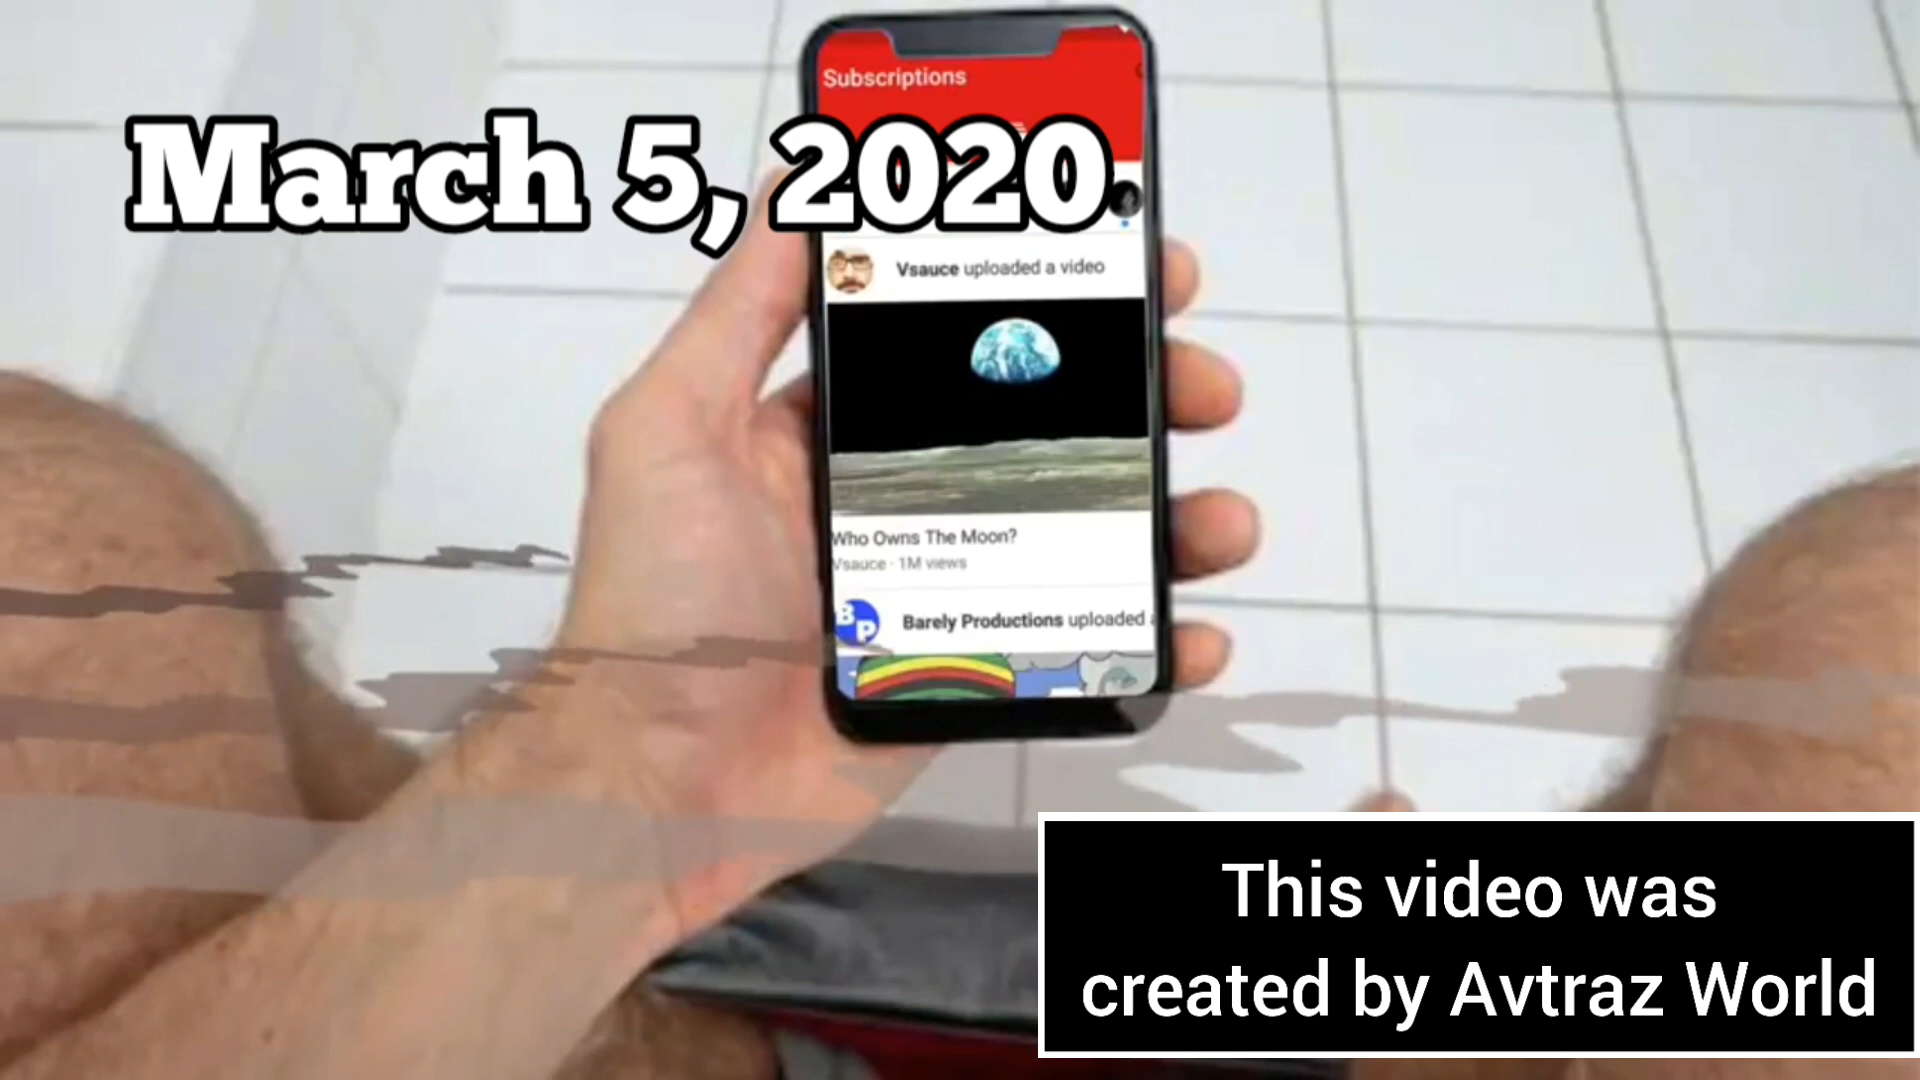 Subscriptions
March 5, 2020
Vsauce uploaded a video
Who Owns The Moon?
Vsauce · 1M views
BP
Barely Productions uploaded
This video was
created by Avtraz World